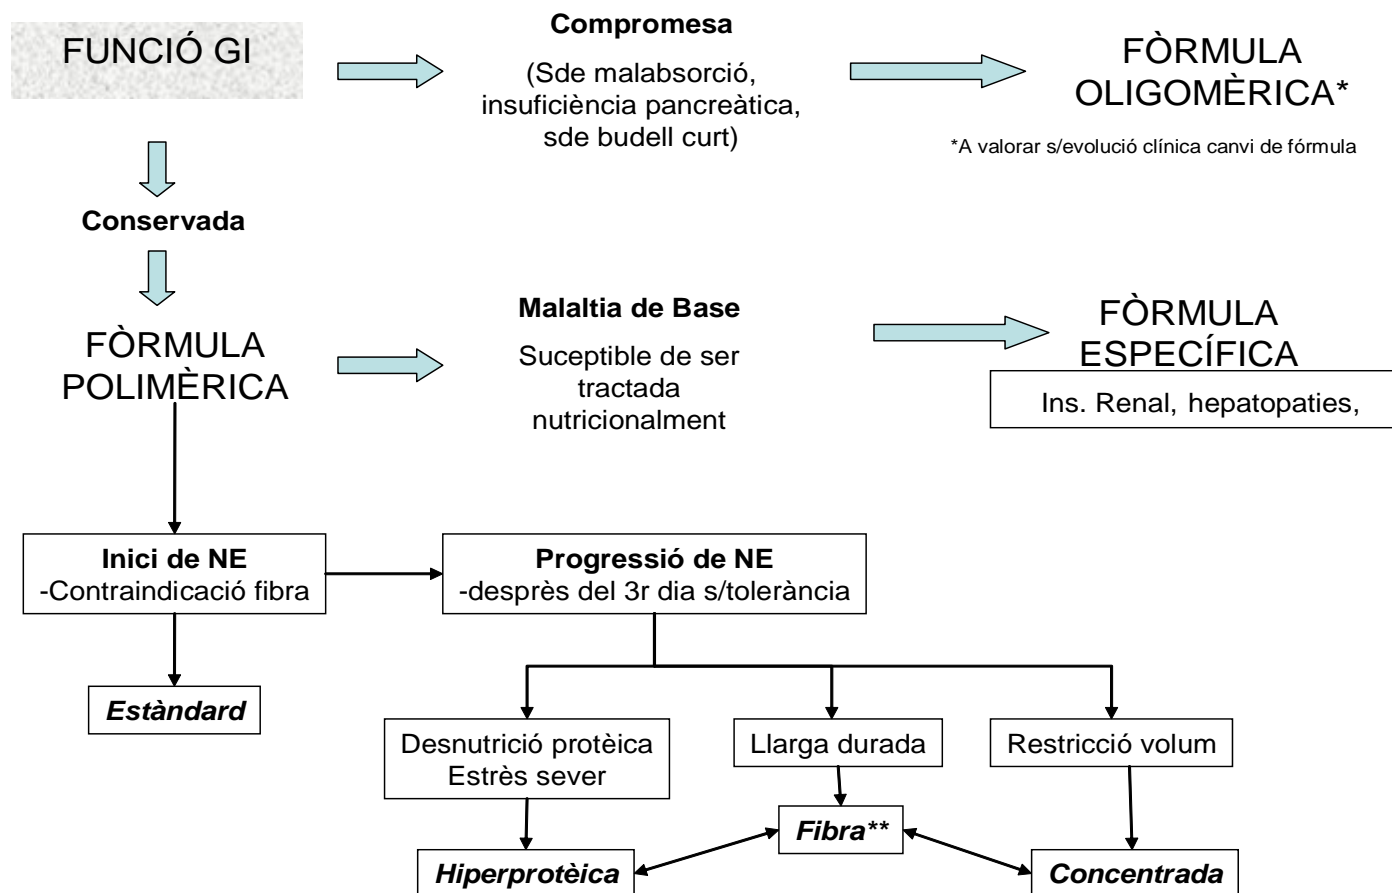 FUNCIÓ GI
Compromesa
(Sde malabsorció,
insuficiència pancreàtica,
sde budell curt)
FÒRMULA
OLIGOMÈRICA*
*A valorar s/evolució clínica canvi de fórmula
Conservada
FÒRMULA
POLIMÈRICA
Malaltia de Base
Suceptible de ser
tractada
nutricionalment
FÒRMULA
ESPECÍFICA
Ins. Renal, hepatopaties,
Inici de NE
-Contraindicació fibra
Progressió de NE
-desprès del 3r dia s/tolerància
Estàndard
Desnutrició protèica
Estrès sever
Llarga durada
Restricció volum
Fibra**
Hiperprotèica
Concentrada